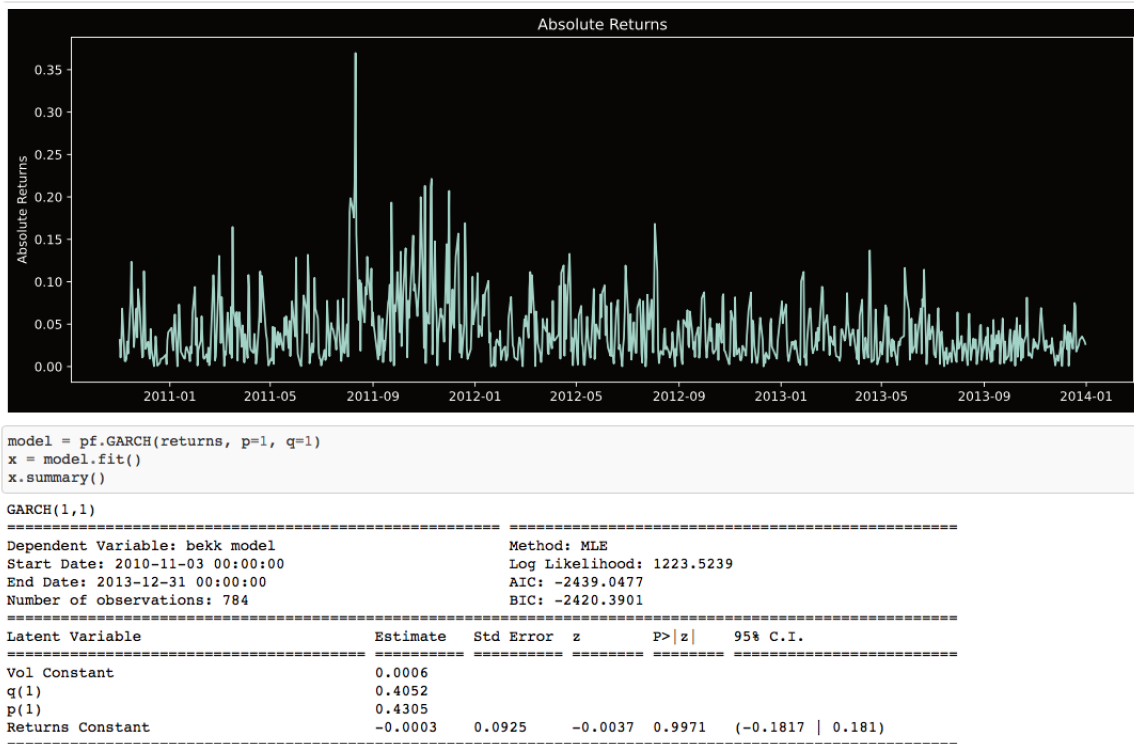 Absolute Returns
Absolute Returns
0.35
0.30
0.25
0.20
0.15
0.10
0.05
0.00
2011-01 2011-05 2011-09 2012-01 2012-05 2012-09 2013-01 2013-05 2013-09 2014-01
model = pf.GARCH(returns, p=1, q=1)
x = model.fit()
x.summary()
GARCH(1,1)
======================================================= ==================================================
Dependent Variable: bekk model Method: MLE
Start Date: 2010-11-03 00:00:00 Log Likelihood: 1223.5239
End Date: 2013-12-31 00:00:00 AIC: -2439.0477
Number of observations: 784 BIC: -2420.3901
==========================================================================================================
Latent Variable Estimate Std Error z P>|z| 95% C.I.
======================================== ========== ========== ======== ======== =========================
Vol Constant 0.0006
q(1) 0.4052
p(1) 0.4305
Returns Constant -0.0003 0.0925 -0.0037 0.9971 (-0.1817 | 0.181)
==========================================================================================================